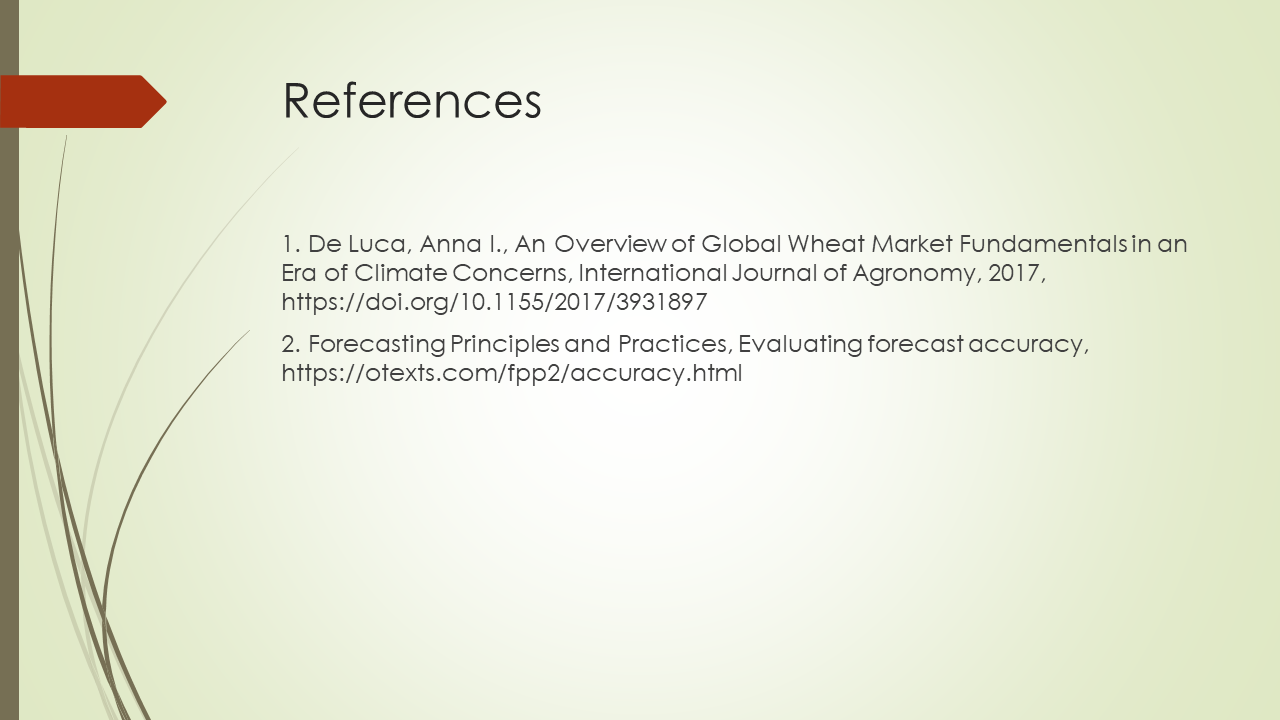 References
1. De Luca, Anna I., An Overview of Global Wheat Market Fundamentals in an
Era of Climate Concerns, International Journal of Agronomy, 2017,
https://doi.org/10.1155/2017/3931897
2. Forecasting Principles and Practices, Evaluating forecast accuracy,
https://otexts.com/fpp2/accuracy.html